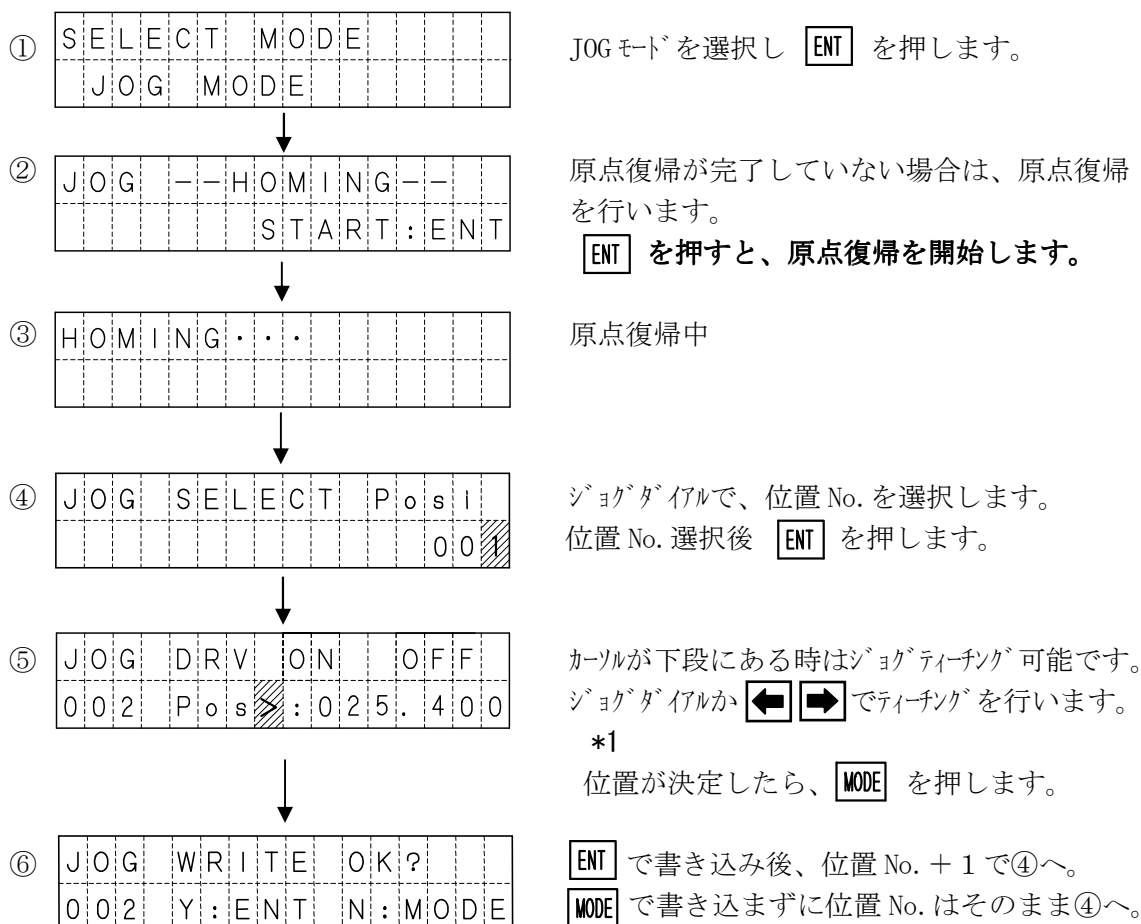 ① SELECT MODE
JOG MODE
JOGﾓｰﾄﾞを選択し ENT を押します。
② JOG --HOMING--
START:ENT
原点復帰が完了していない場合は、原点復帰
を行います。
ENT を押すと、原点復帰を開始します。
③ HOMING・・・
原点復帰中
④ JOG SELECT Posi
001
ｼﾞｮｸﾞﾀﾞｲｱﾙで、位置 No.を選択します。
位置 No.選択後 ENT を押します。
⑤ JOG DRV ON OFF
002 Pos>:025.400
ｶｰｿﾙが下段にある時はｼﾞｮｸﾞﾃｨｰﾁﾝｸﾞ可能です。
ｼﾞｮｸﾞﾀﾞｲｱﾙか ← → でﾃｨｰﾁﾝｸﾞを行います。
*1
位置が決定したら、MODE を押します。
⑥ JOG WRITE OK?
002 Y:ENT N:MODE
ENT で書き込み後、位置 No.＋１で④へ。
MODE で書き込まずに位置 No.はそのまま④へ。